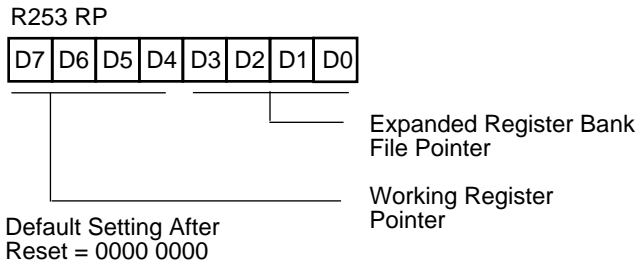 R253 RP
D7 D6 D5 D4 D3 D2 D1 D0
Expanded Register Bank
File Pointer
Working Register
Pointer
Default Setting After
Reset = 0000 0000